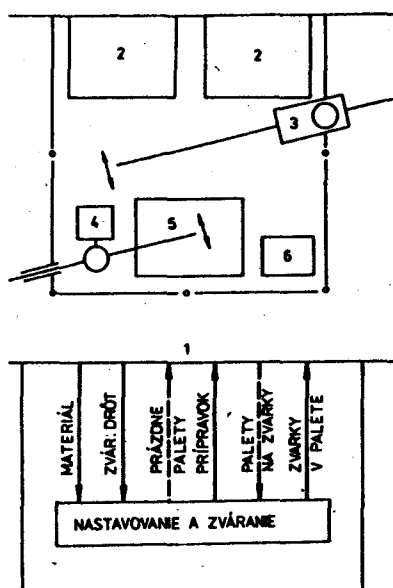 2 2
3
4
5
6
1
MATERIÁL
ZVÁR. DRÔT
PRÁZDNE
PALETY
PRÍPRAVOK
PALETY
NA ZVARKY
ZVARKY
V PALETE
NASTAVOVANIE A ZVÁRANIE